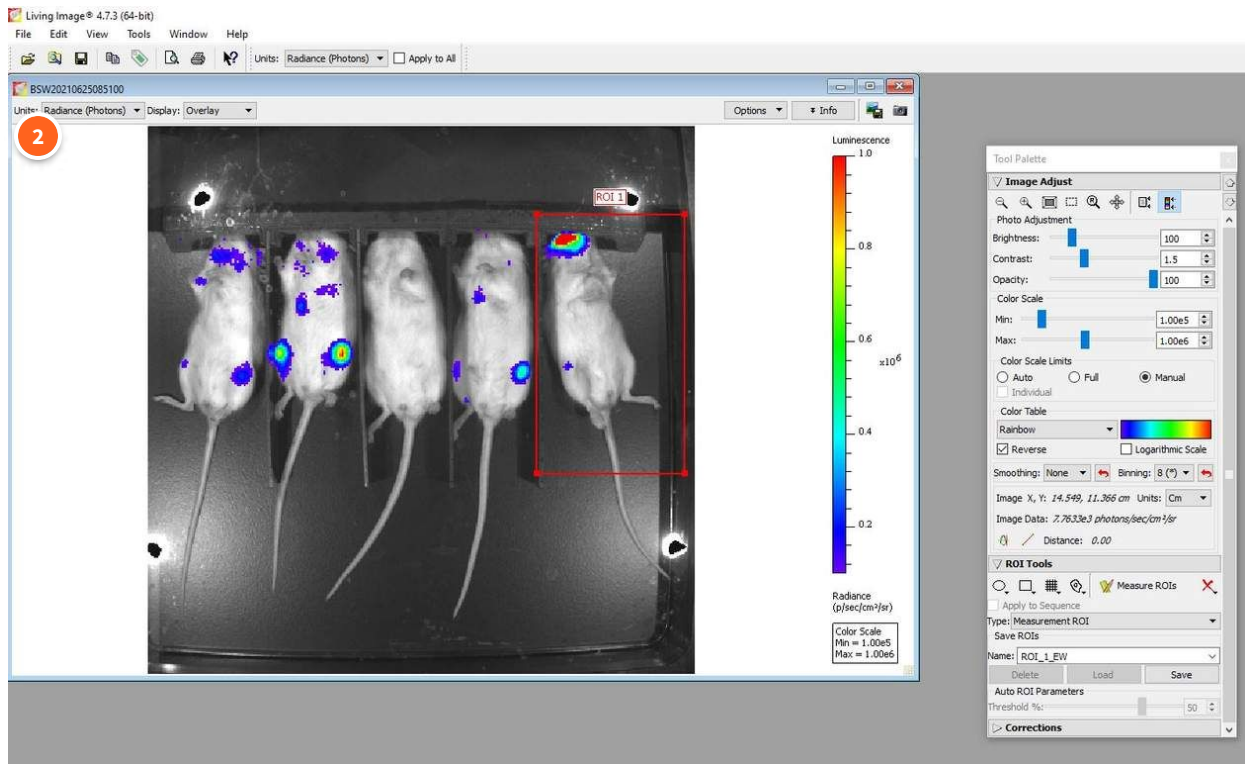 Living Image® 4.7.3 (64-bit)
File Edit View Tools Window Help
Units: Radiance (Photons) Apply to All
BSW20210625085100
Units: Radiance (Photons) Display: Overlay Options Info
2
ROI 1
Luminescence
1.0
0.8
0.6
x10⁶
0.4
0.2
Radiance
(p/sec/cm²/sr)
Color Scale
Min = 1.00e5
Max = 1.00e6
Tool Palette
Image Adjust
Photo Adjustment
Brightness: 100
Contrast: 1.5
Opacity: 100
Color Scale
Min: 1.00e5
Max: 1.00e6
Color Scale Limits
Auto Full Manual
Individual
Color Table
Rainbow
Reverse Logarithmic Scale
Smoothing: None Binning: 8 (*)
Image X, Y: 14.549, 11.366 cm Units: Cm
Image Data: 7.7633e3 photons/sec/cm²/sr
Distance: 0.00
ROI Tools
Measure ROIs
Apply to Sequence
Type: Measurement ROI
Save ROIs
Name: ROI_1_EW
Delete Load Save
Auto ROI Parameters
Threshold %: 50
Corrections